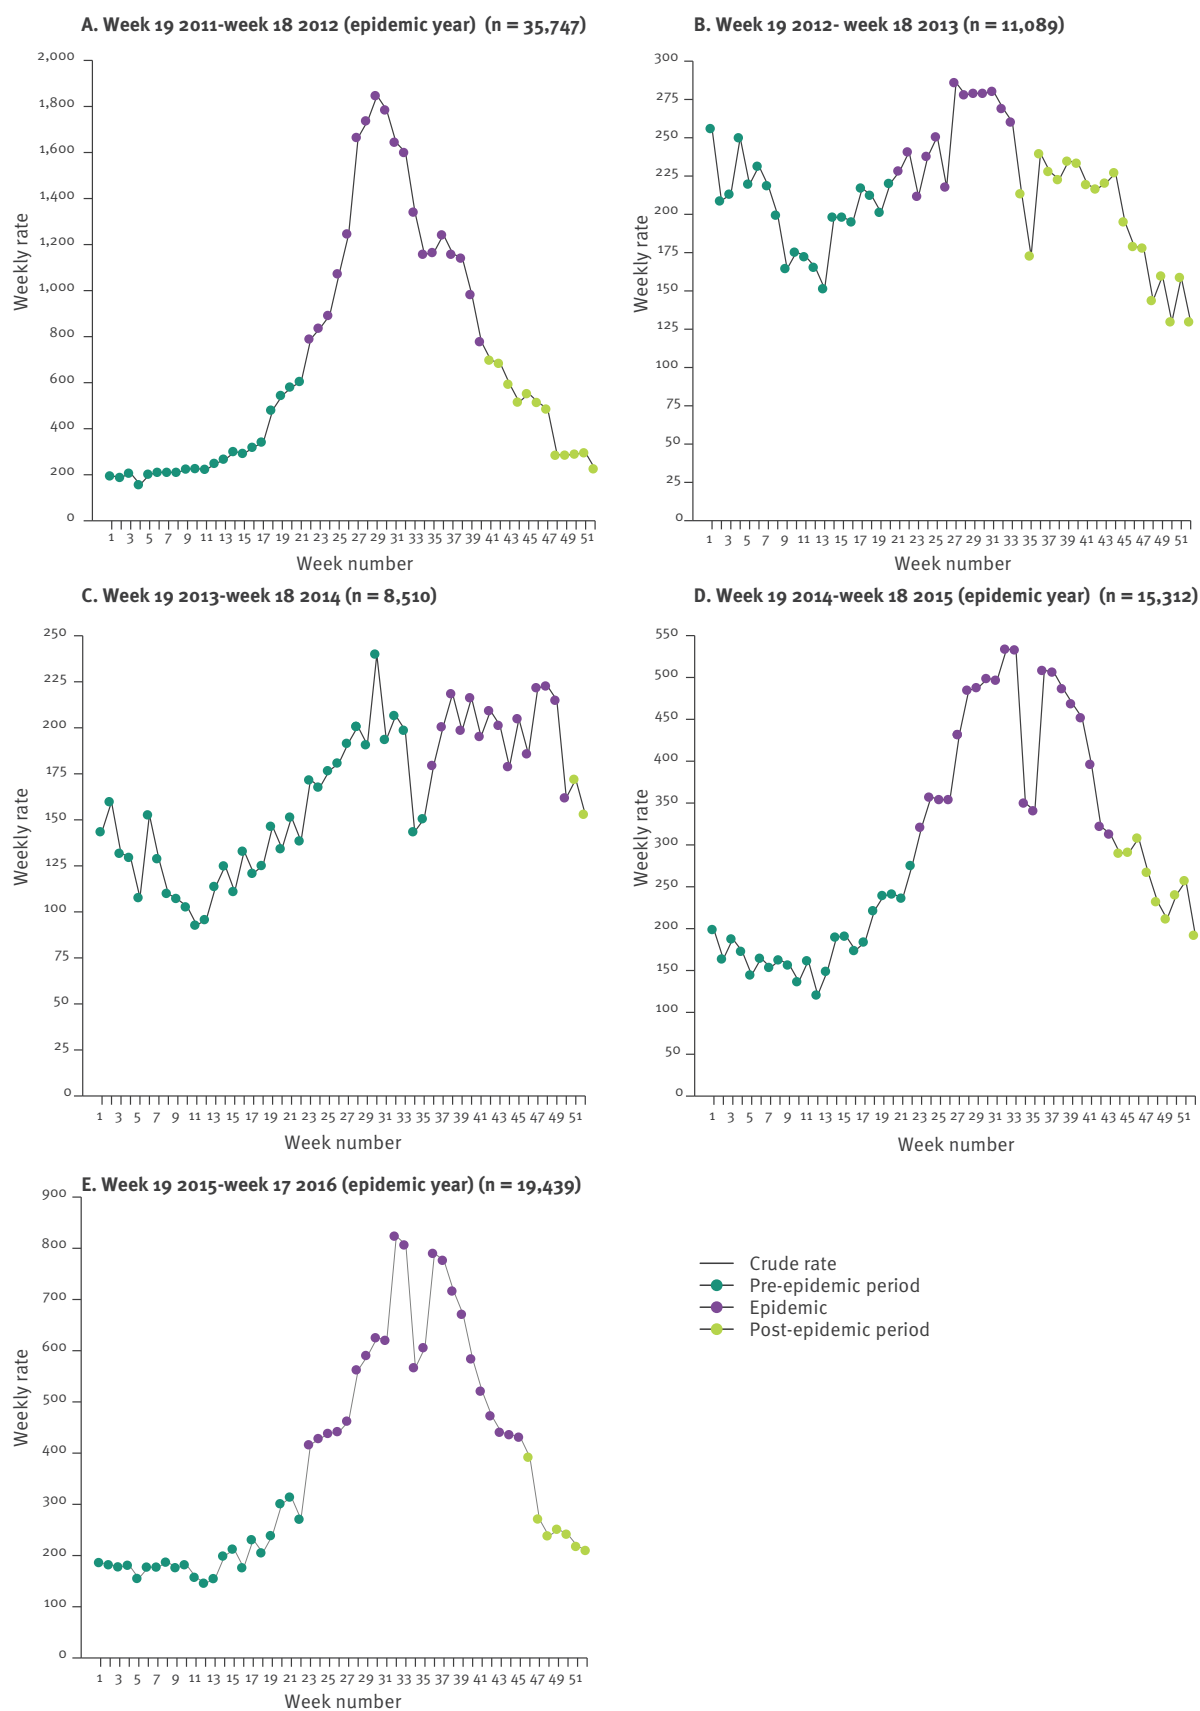 A. Week 19 2011-week 18 2012 (epidemic year) (n = 35,747)
2,000
1,800
1,600
1,400
1,200
1,000
800
600
400
200
0
Weekly rate
1 3 5 7 9 11 13 15 17 19 21 23 25 27 29 31 33 35 37 39 41 43 45 47 49 51
Week number
B. Week 19 2012- week 18 2013 (n = 11,089)
300
275
250
225
200
175
150
125
100
75
50
25
0
Weekly rate
1 3 5 7 9 11 13 15 17 19 21 23 25 27 29 31 33 35 37 39 41 43 45 47 49 51
Week number
C. Week 19 2013-week 18 2014 (n = 8,510)
250
225
200
175
150
125
100
75
50
25
0
Weekly rate
1 3 5 7 9 11 13 15 17 19 21 23 25 27 29 31 33 35 37 39 41 43 45 47 49 51
Week number
D. Week 19 2014-week 18 2015 (epidemic year) (n = 15,312)
550
500
450
400
350
300
250
200
150
100
50
0
Weekly rate
1 3 5 7 9 11 13 15 17 19 21 23 25 27 29 31 33 35 37 39 41 43 45 47 49 51
Week number
E. Week 19 2015-week 17 2016 (epidemic year) (n = 19,439)
900
800
700
600
500
400
300
200
100
0
Weekly rate
1 3 5 7 9 11 13 15 17 19 21 23 25 27 29 31 33 35 37 39 41 43 45 47 49 51
Week number
Crude rate
Pre-epidemic period
Epidemic
Post-epidemic period